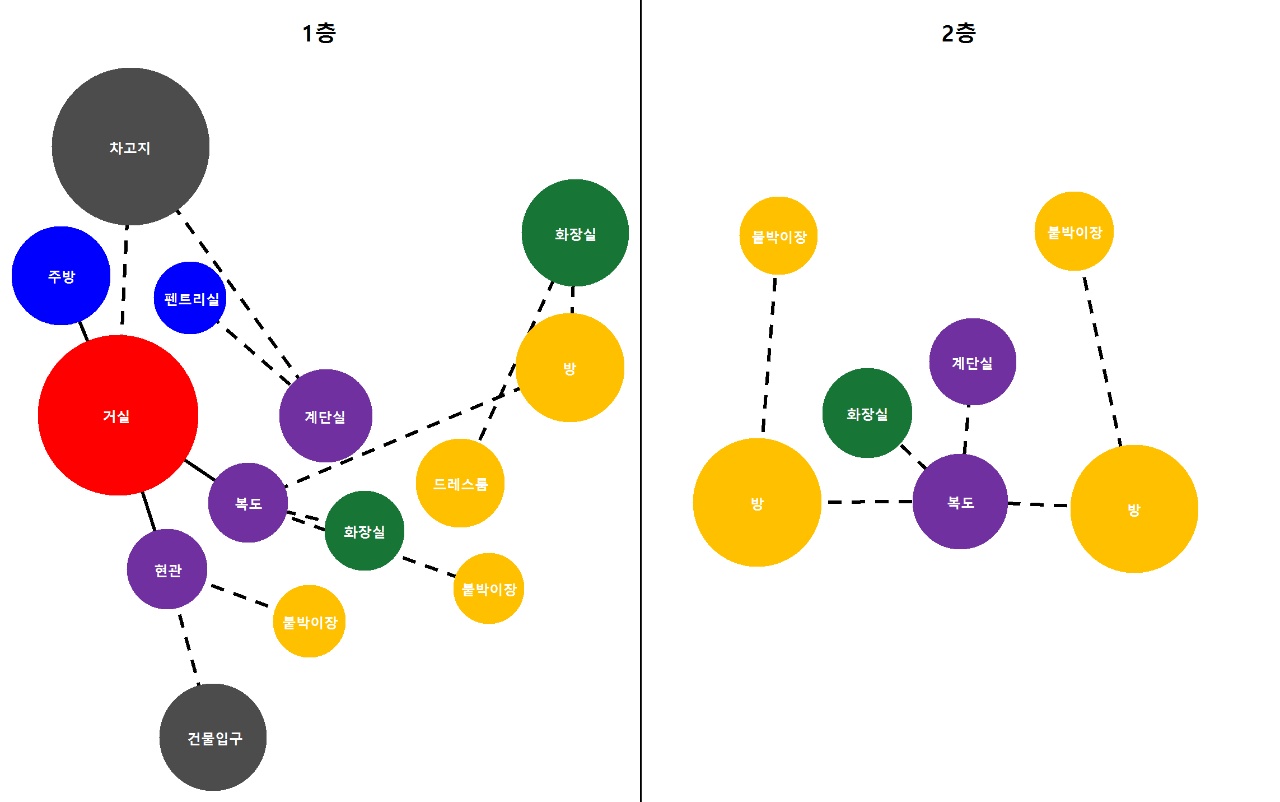 1층
차고지
화장실
주방
펜트리실
방
거실
계단실
드레스룸
복도
화장실
현관
붙박이장
붙박이장
건물입구
2층
붙박이장
붙박이장
계단실
화장실
방
복도
방